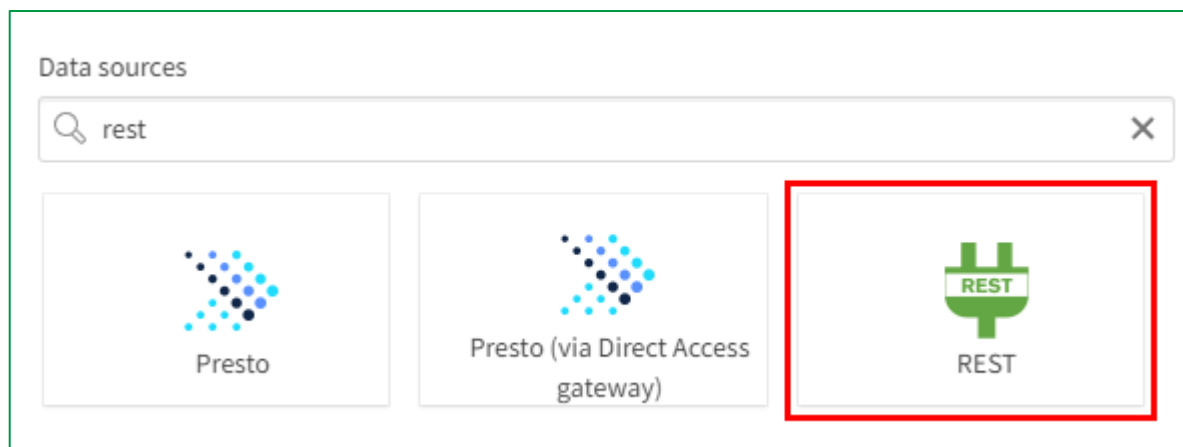 Data sources
rest
Presto
Presto (via Direct Access
gateway)
REST
REST